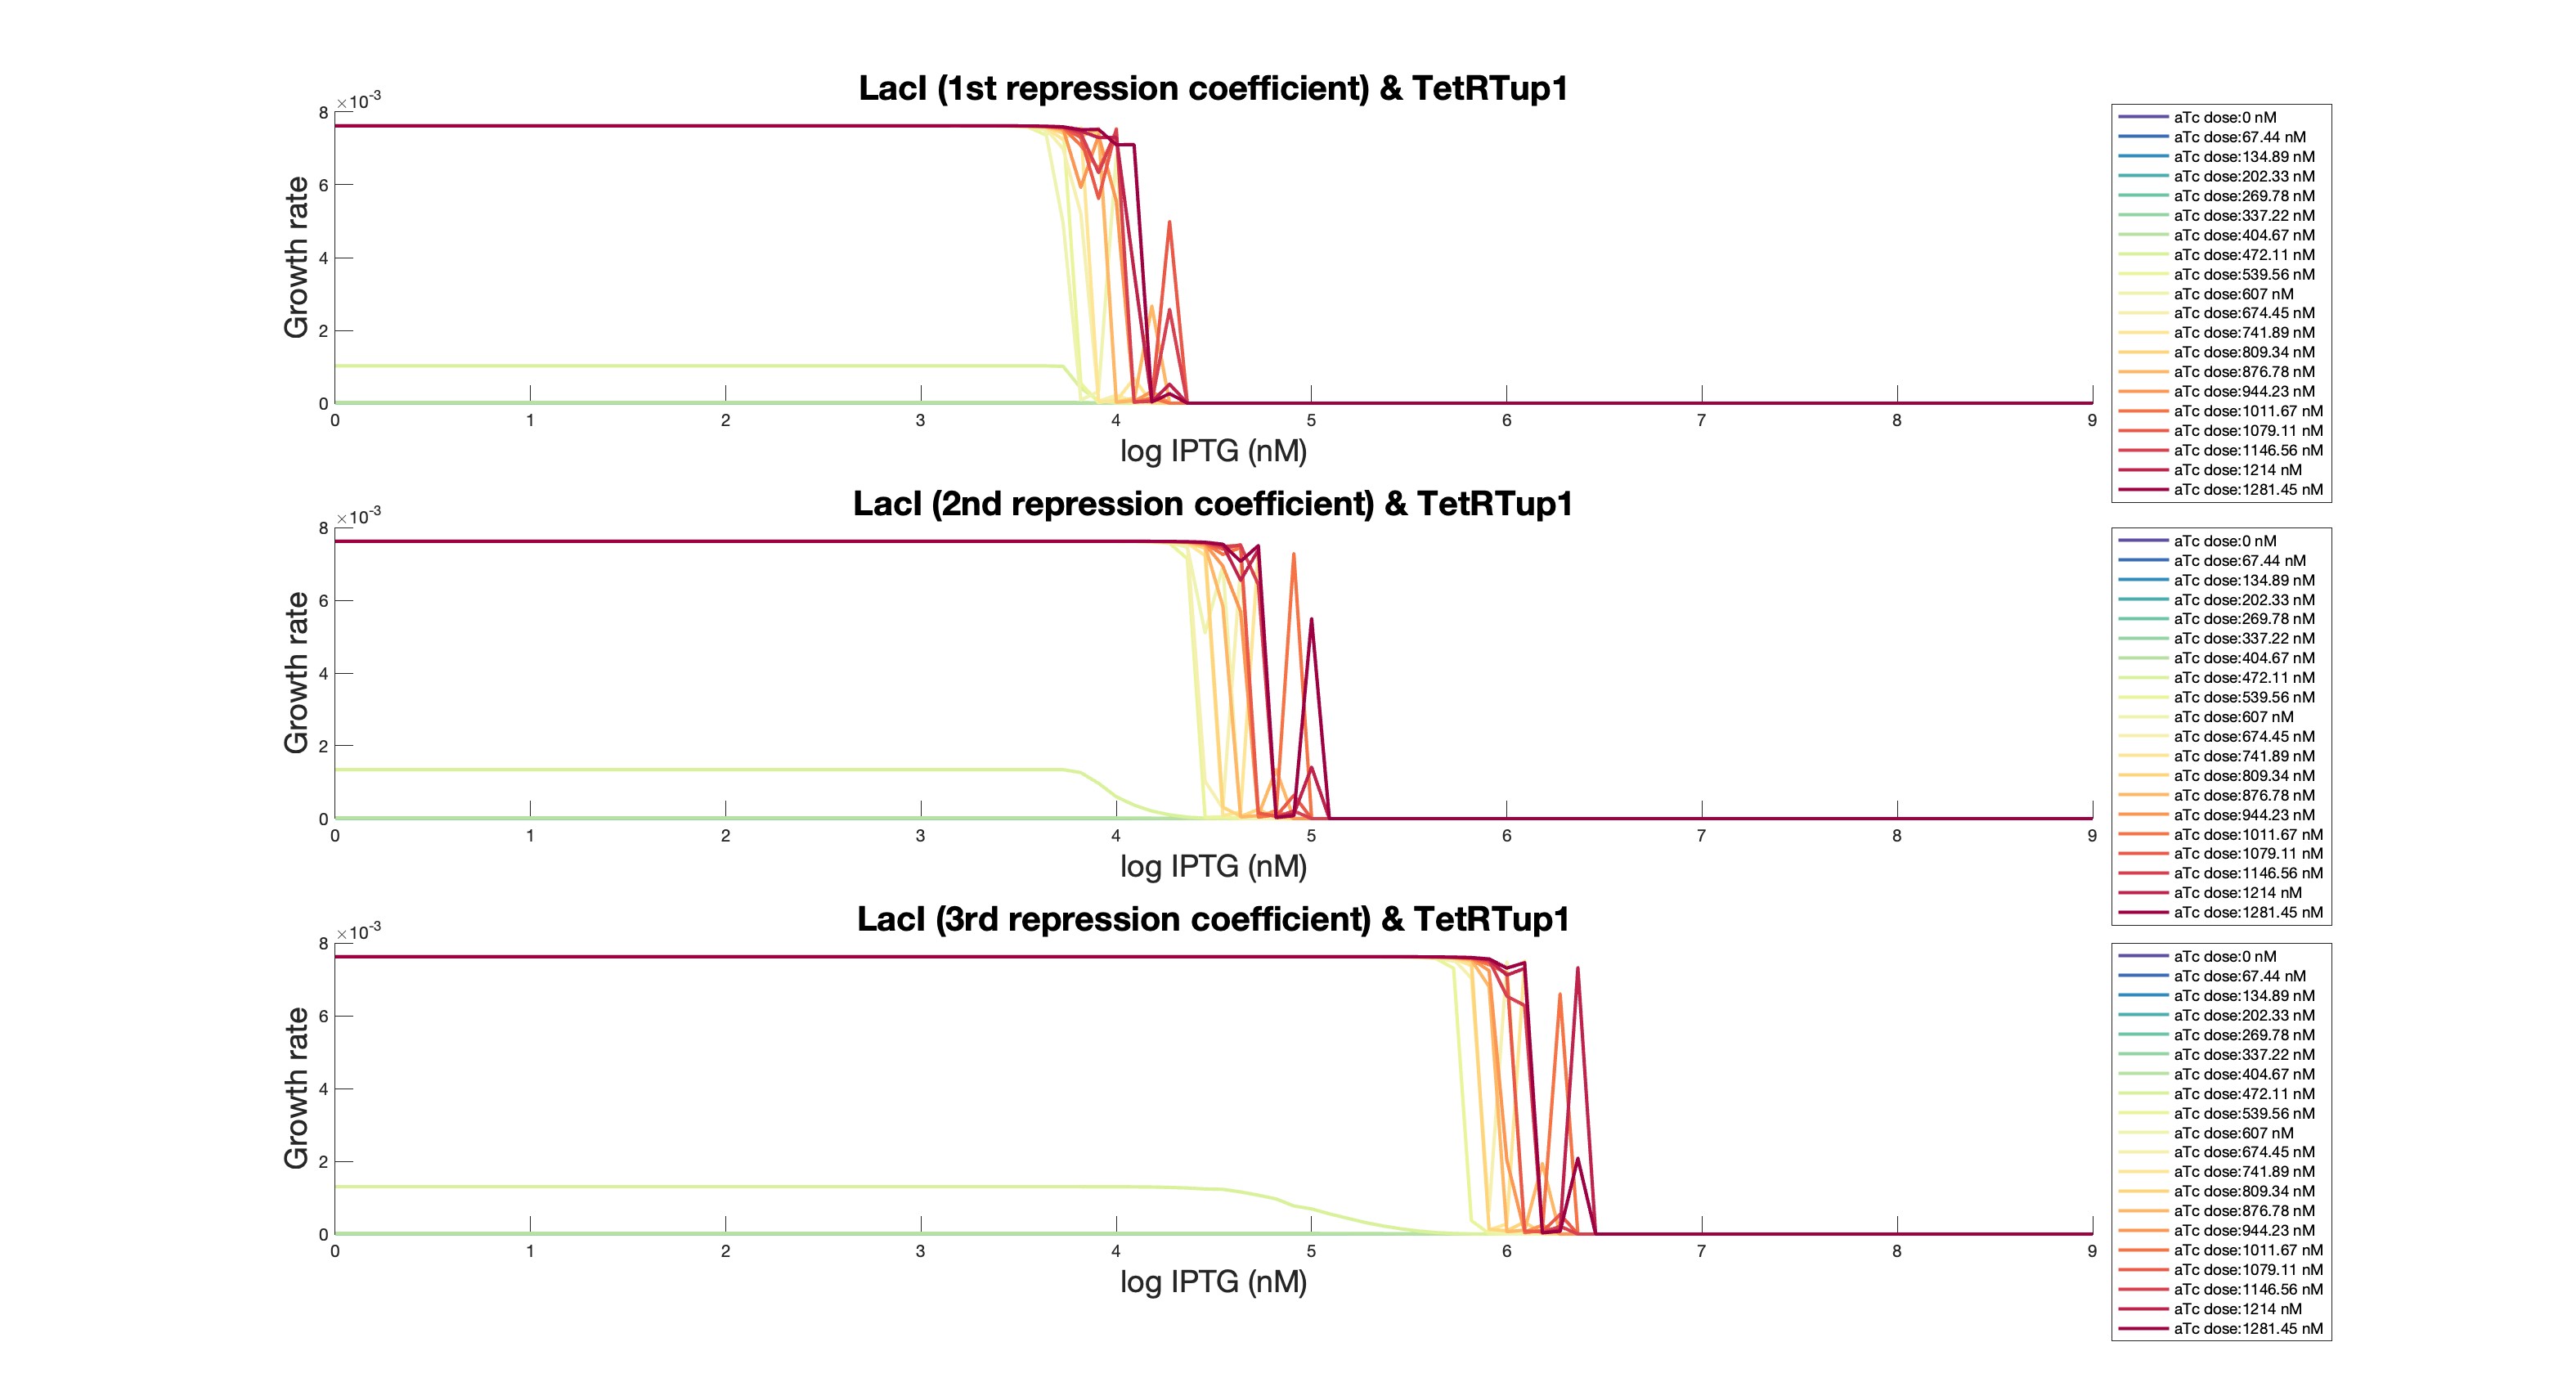 LacI (1st repression coefficient) & TetRTup1
×10-3
8
6
4
2
0
Growth rate
0 1 2 3 4 5 6 7 8 9
log IPTG (nM)
aTc dose:0 nM
aTc dose:67.44 nM
aTc dose:134.89 nM
aTc dose:202.33 nM
aTc dose:269.78 nM
aTc dose:337.22 nM
aTc dose:404.67 nM
aTc dose:472.11 nM
aTc dose:539.56 nM
aTc dose:607 nM
aTc dose:674.45 nM
aTc dose:741.89 nM
aTc dose:809.34 nM
aTc dose:876.78 nM
aTc dose:944.23 nM
aTc dose:1011.67 nM
aTc dose:1079.11 nM
aTc dose:1146.56 nM
aTc dose:1214 nM
aTc dose:1281.45 nM
LacI (2nd repression coefficient) & TetRTup1
×10-3
8
6
4
2
0
Growth rate
0 1 2 3 4 5 6 7 8 9
log IPTG (nM)
aTc dose:0 nM
aTc dose:67.44 nM
aTc dose:134.89 nM
aTc dose:202.33 nM
aTc dose:269.78 nM
aTc dose:337.22 nM
aTc dose:404.67 nM
aTc dose:472.11 nM
aTc dose:539.56 nM
aTc dose:607 nM
aTc dose:674.45 nM
aTc dose:741.89 nM
aTc dose:809.34 nM
aTc dose:876.78 nM
aTc dose:944.23 nM
aTc dose:1011.67 nM
aTc dose:1079.11 nM
aTc dose:1146.56 nM
aTc dose:1214 nM
aTc dose:1281.45 nM
LacI (3rd repression coefficient) & TetRTup1
×10-3
8
6
4
2
0
Growth rate
0 1 2 3 4 5 6 7 8 9
log IPTG (nM)
aTc dose:0 nM
aTc dose:67.44 nM
aTc dose:134.89 nM
aTc dose:202.33 nM
aTc dose:269.78 nM
aTc dose:337.22 nM
aTc dose:404.67 nM
aTc dose:472.11 nM
aTc dose:539.56 nM
aTc dose:607 nM
aTc dose:674.45 nM
aTc dose:741.89 nM
aTc dose:809.34 nM
aTc dose:876.78 nM
aTc dose:944.23 nM
aTc dose:1011.67 nM
aTc dose:1079.11 nM
aTc dose:1146.56 nM
aTc dose:1214 nM
aTc dose:1281.45 nM